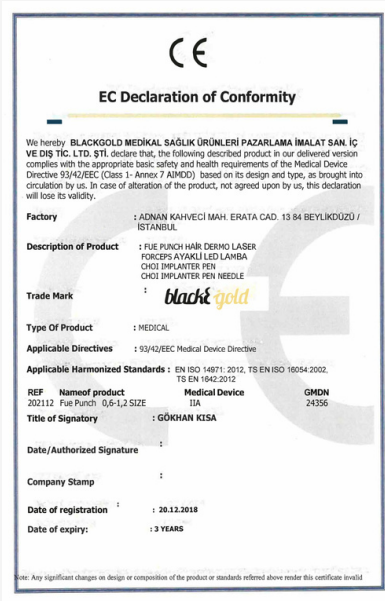 CE
EC Declaration of Conformity
We hereby BLACKGOLD MEDİKAL SAĞLIK ÜRÜNLERİ PAZARLAMA İMALAT SAN. İÇ
VE DIŞ TİC. LTD. ŞTİ. declare that, the following described product in our delivered version
complies with the appropriate basic safety and health requirements of the Medical Device
Directive 93/42/EEC (Class 1- Annex 7 AIMDD) based on its design and type, as brought into
circulation by us. In case of alteration of the product, not agreed upon by us, this declaration
will lose its validity.
Factory : ADNAN KAHVECİ MAH. ERATA CAD. 13 84 BEYLİKDÜZÜ /
İSTANBUL
Description of Product : FUE PUNCH HAİR DERMO LASER
FORCEPS AYAKLİ LED LAMBA
CHOI IMPLANTER PEN
CHOI IMPLANTER PEN NEEDLE
Trade Mark : black& gold
Type Of Product : MEDICAL
Applicable Directives : 93/42/EEC Medical Device Directive
Applicable Harmonized Standards : EN ISO 14971: 2012, TS EN ISO 16054:2002,
TS EN 1642:2012
REF Nameof product Medical Device GMDN
202112 Fue Punch 0,6-1,2 SIZE IIA 24356
Title of Signatory : GÖKHAN KISA
Date/Authorized Signature :
Company Stamp :
Date of registration : : 20.12.2018
Date of expiry: : 3 YEARS
Note: Any significant changes on design or composition of the product or standards referred above render this certificate invalid